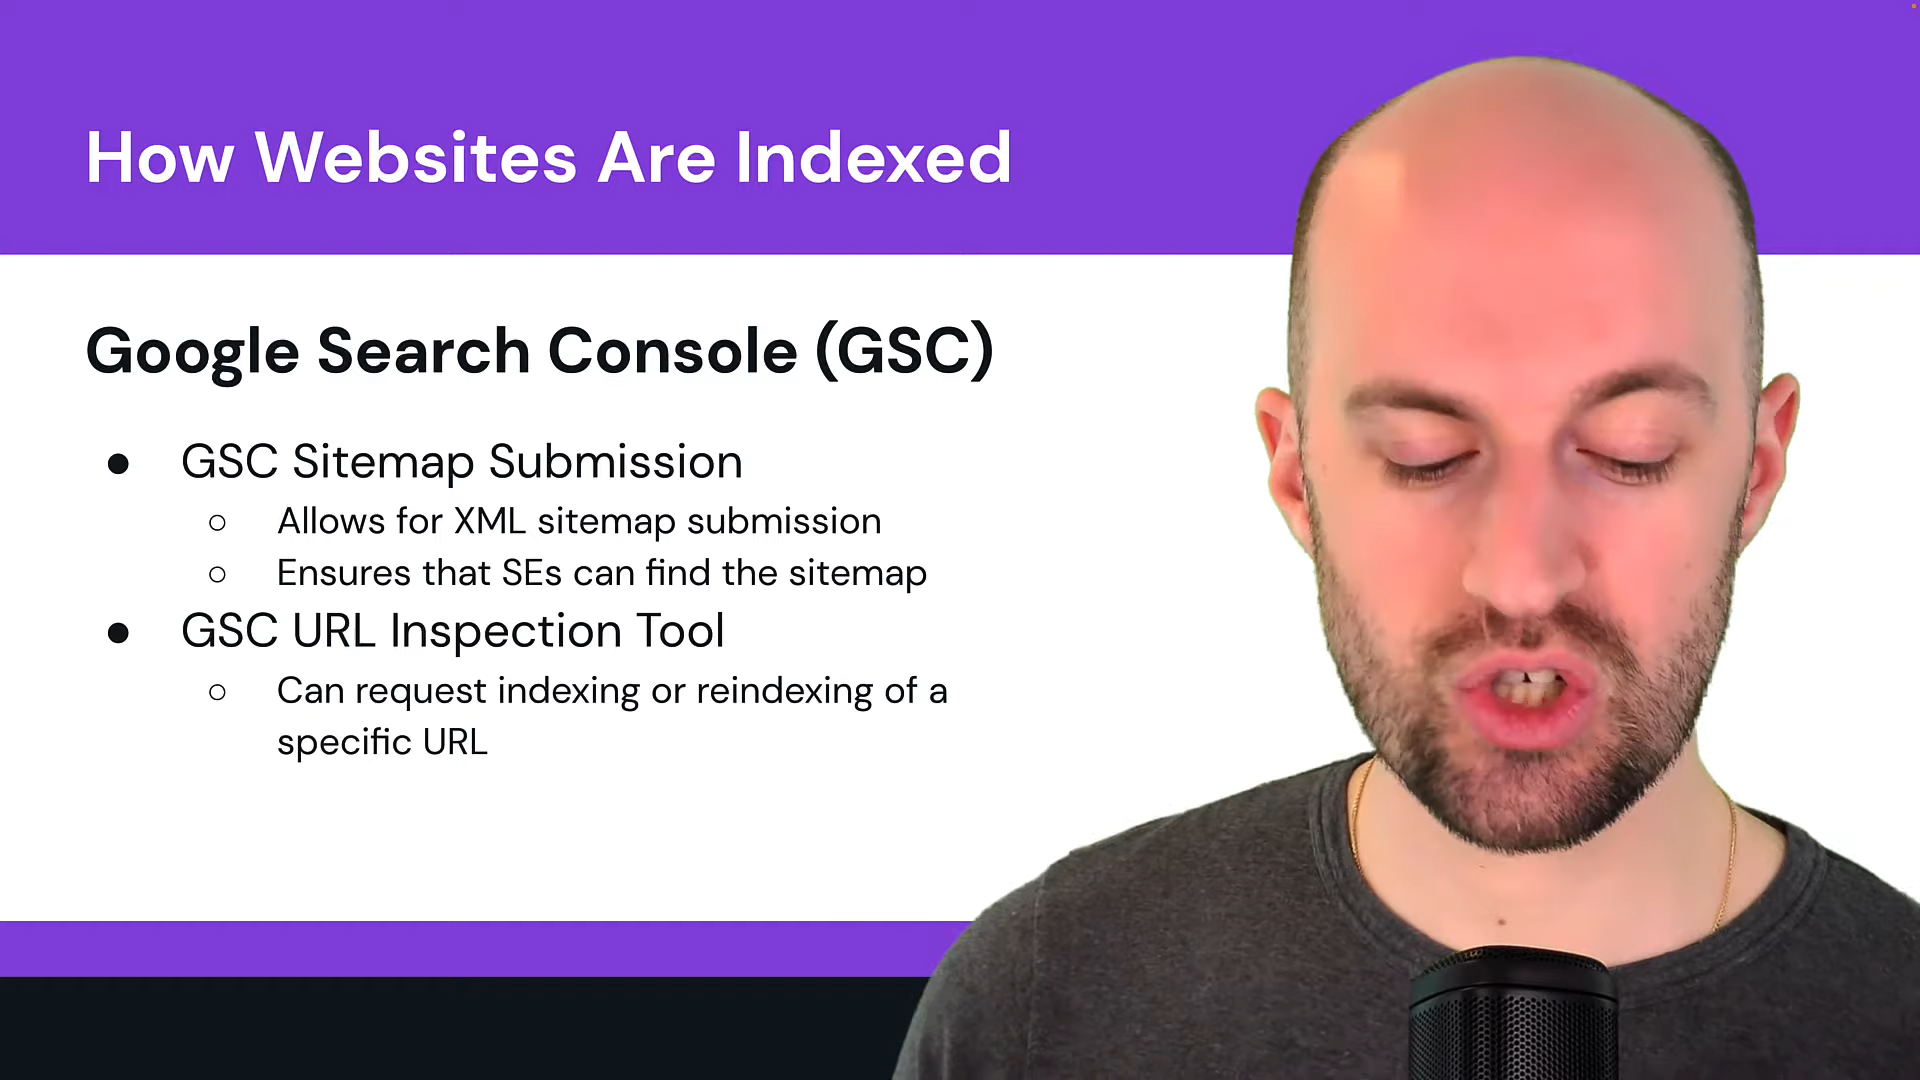 How Websites Are Indexed
Google Search Console (GSC)
● GSC Sitemap Submission
○ Allows for XML sitemap submission
○ Ensures that SEs can find the sitemap
● GSC URL Inspection Tool
○ Can request indexing or reindexing of a
specific URL